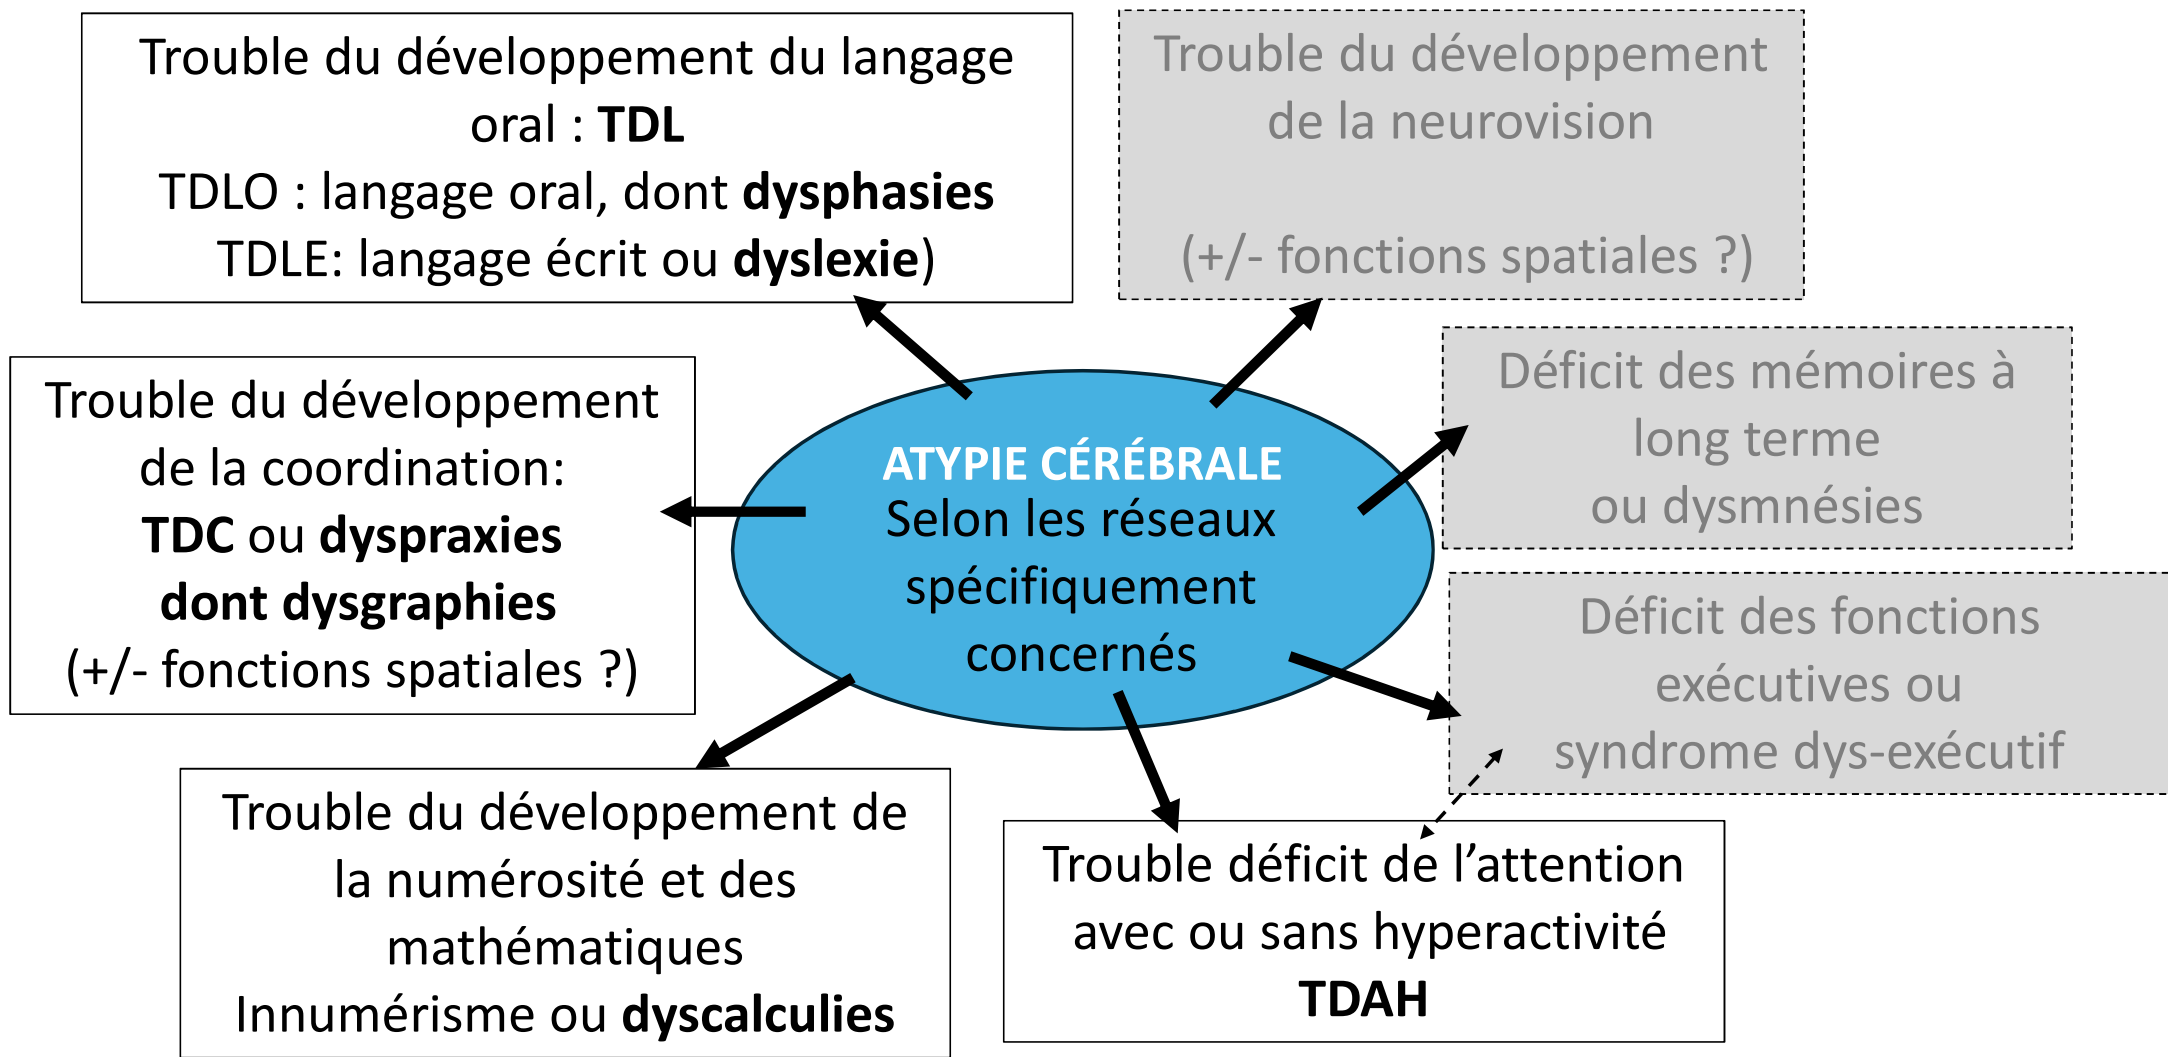 Trouble du développement du langage
oral : TDL
TDLO : langage oral, dont dysphasies
TDLE: langage écrit ou dyslexie)
Trouble du développement
de la neurovision
(+/- fonctions spatiales ?)
Déficit des mémoires à
long terme
ou dysmnésies
Trouble du développement
de la coordination:
TDC ou dyspraxies
dont dysgraphies
(+/- fonctions spatiales ?)
ATYPIE CÉRÉBRALE
Selon les réseaux
spécifiquement
concernés
Déficit des fonctions
exécutives ou
syndrome dys-exécutif
Trouble du développement de
la numérosité et des
mathématiques
Innumérisme ou dyscalculies
Trouble déficit de l’attention
avec ou sans hyperactivité
TDAH